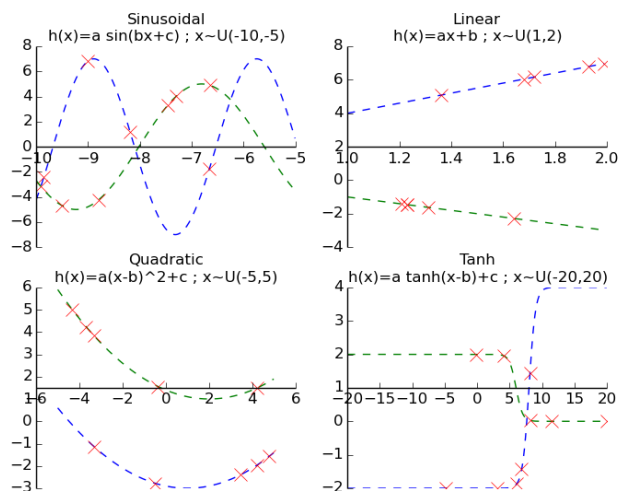 Sinusoidal
h(x)=a sin(bx+c) ; x~U(-10,-5)
8
6
4
2
0
−2
−4
−6
−8
−10 −9 −8 −7 −6 −5
Linear
h(x)=ax+b ; x~U(1,2)
8
6
4
2
0
−2
−4
1.0 1.2 1.4 1.6 1.8 2.0
Quadratic
h(x)=a(x-b)^2+c ; x~U(-5,5)
6
5
4
3
2
1
0
−1
−2
−3
−6 −4 −2 0 2 4 6
Tanh
h(x)=a tanh(x-b)+c ; x~U(-20,20)
4
3
2
1
0
−1
−2
−20 −15 −10 −5 0 5 10 15 20